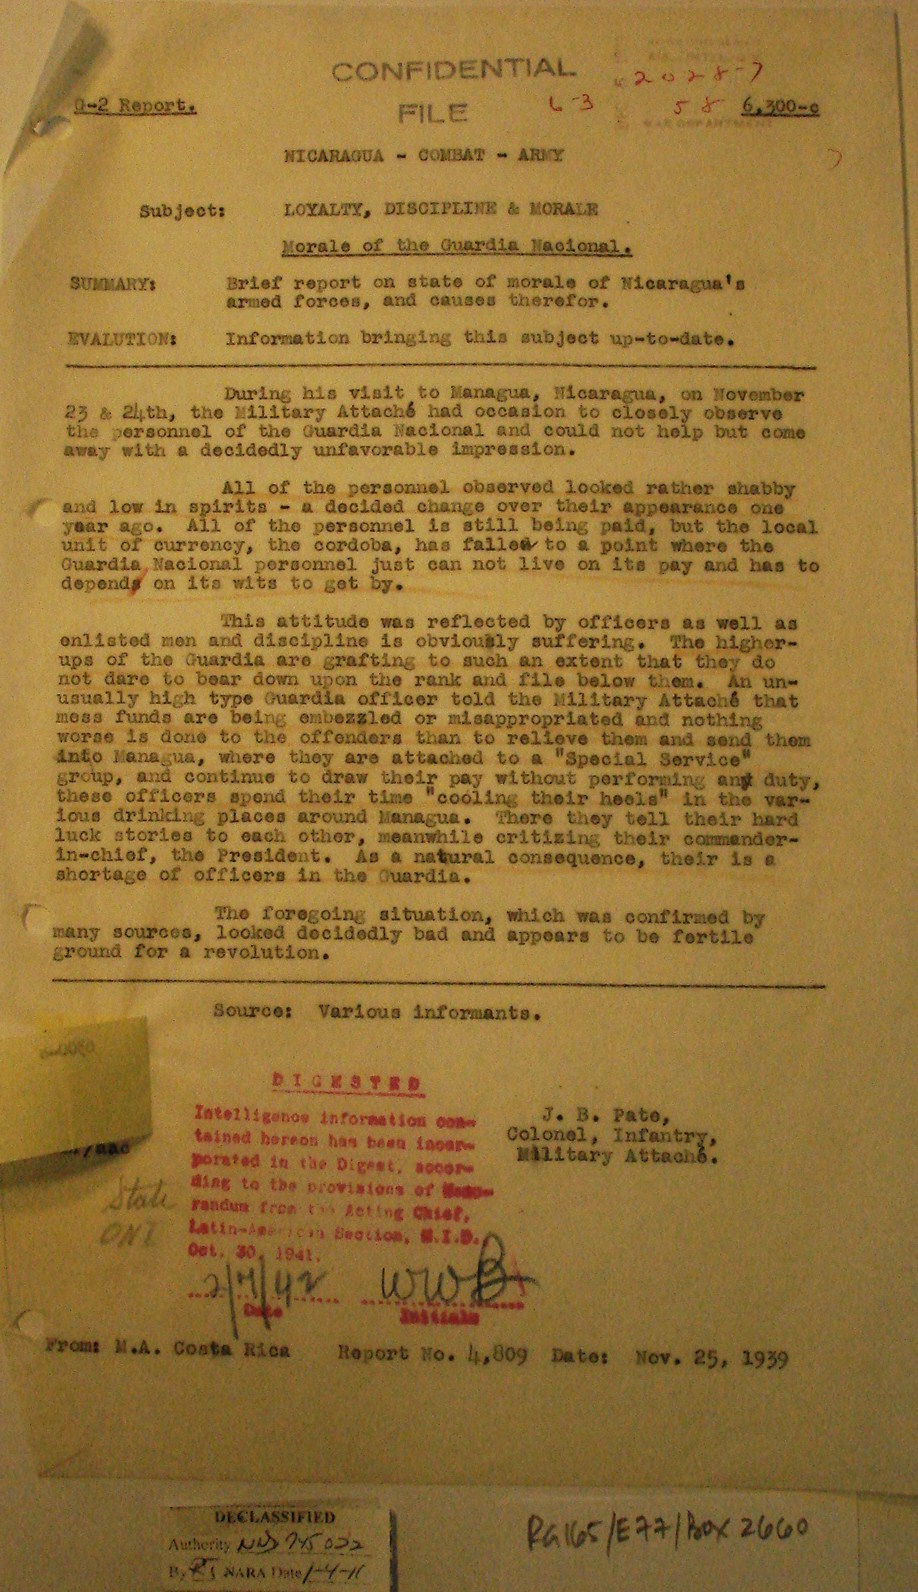 CONFIDENTIAL
FILE
2028-7
58
L-3
G-2 Report.
6,300-c
NICARAGUA - COMBAT - ARMY
Subject: LOYALTY, DISCIPLINE & MORALE
Morale of the Guardia Nacional.
SUMMARY: Brief report on state of morale of Nicaragua's
armed forces, and causes therefor.
EVALUTION: Information bringing this subject up-to-date.
During his visit to Managua, Nicaragua, on November
23 & 24th, the Military Attaché had occasion to closely observe
the personnel of the Guardia Nacional and could not help but come
away with a decidedly unfavorable impression.
All of the personnel observed looked rather shabby
and low in spirits - a decided change over their appearance one
year ago. All of the personnel is still being paid, but the local
unit of currency, the cordoba, has fallen to a point where the
Guardia Nacional personnel just can not live on its pay and has to
depend on its wits to get by.
This attitude was reflected by officers as well as
enlisted men and discipline is obviously suffering. The higher-
ups of the Guardia are grafting to such an extent that they do
not dare to bear down upon the rank and file below them. An un-
usually high type Guardia officer told the Military Attaché that
mess funds are being embezzled or misappropriated and nothing
worse is done to the offenders than to relieve them and send them
into Managua, where they are attached to a "Special Service"
group, and continue to draw their pay without performing any duty,
these officers spend their time "cooling their heels" in the var-
ious drinking places around Managua. There they tell their hard
luck stories to each other, meanwhile critizing their commander-
in-chief, the President. As a natural consequence, their is a
shortage of officers in the Guardia.
The foregoing situation, which was confirmed by
many sources, looked decidedly bad and appears to be fertile
ground for a revolution.
Source: Various informants.
DIGESTED
Intelligence information con-
tained hereon has been incor-
porated in the Digest, accor-
ding to the provisions of Memo-
randum from the Acting Chief,
Latin-American Section, M.I.D.,
Oct. 30, 1941.
2/7/42 WWB
Date Initials
J. B. Pate,
Colonel, Infantry,
Military Attaché.
State
ONI
From: M.A. Costa Rica Report No. 4,809 Date: Nov. 25, 1939
DECLASSIFIED
Authority NND 745022
By RT NARA Date 1-4-11
RG165/E77/Box 2660